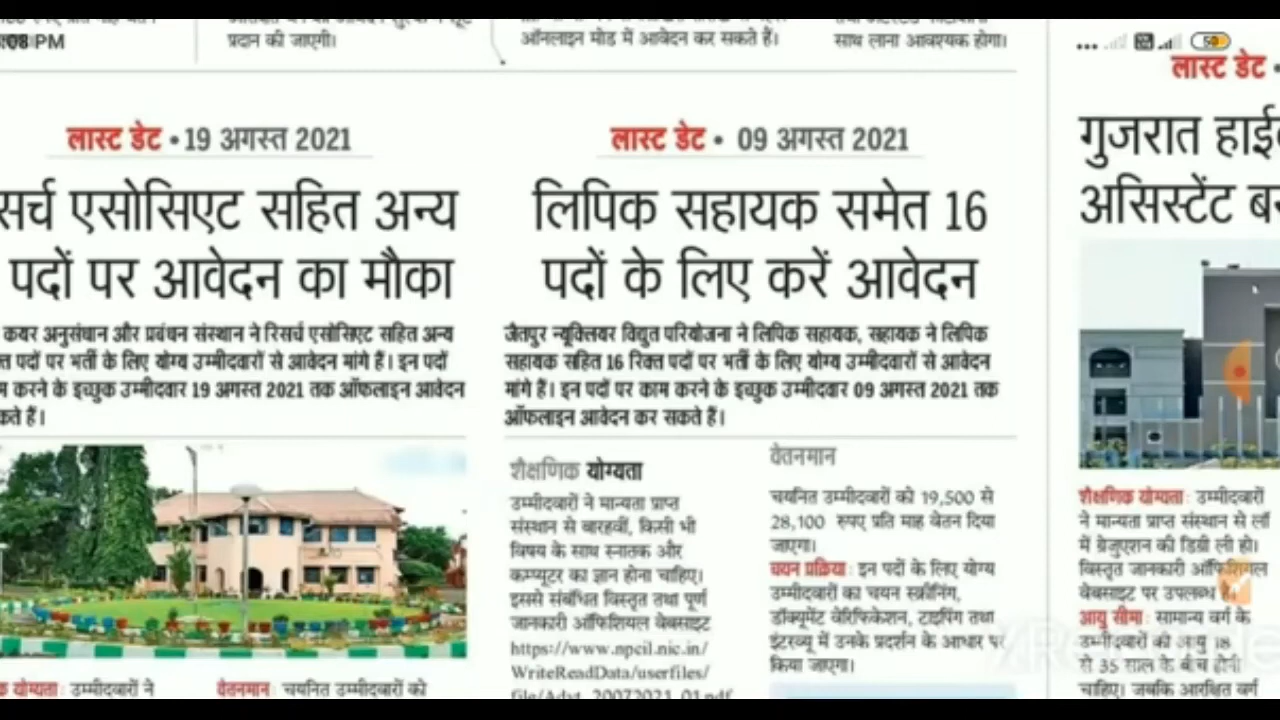 प्रदान की जाएगी।
ऑनलाइन मोड में आवेदन कर सकते हैं।
साथ लाना आवश्यक होगा।
:08 PM
लास्ट डेट • 19 अगस्त 2021
सर्च एसोसिएट सहित अन्य
पदों पर आवेदन का मौका
कयर अनुसंधान और प्रबंधन संस्थान ने रिसर्च एसोसिएट सहित अन्य
त पदों पर भर्ती के लिए योग्य उम्मीदवारों से आवेदन मांगे हैं। इन पदों
म करने के इच्छुक उम्मीदवार 19 अगस्त 2021 तक ऑफलाइन आवेदन
कते हैं।
योग्यता: उम्मीदवारों ने
वेतनमान: चयनित उम्मीदवारों को
लास्ट डेट • 09 अगस्त 2021
लिपिक सहायक समेत 16
पदों के लिए करें आवेदन
जैतपुर न्यूक्लियर विद्युत परियोजना ने लिपिक सहायक, सहायक ने लिपिक
सहायक सहित 16 रिक्त पदों पर भर्ती के लिए योग्य उम्मीदवारों से आवेदन
मांगे हैं। इन पदों पर काम करने के इच्छुक उम्मीदवार 09 अगस्त 2021 तक
ऑफलाइन आवेदन कर सकते हैं।
शैक्षणिक योग्यता
उम्मीदवारों ने मान्यता प्राप्त
संस्थान से बारहवीं, किसी भी
विषय के साथ स्नातक और
कम्प्यूटर का ज्ञान होना चाहिए।
इससे संबंधित विस्तृत तथा पूर्ण
जानकारी ऑफिशियल वेबसाइट
https://www.npcil.nic.in/
WriteReadData/userfiles/
file/Advt_20072021_01.pdf
वेतनमान
चयनित उम्मीदवारों को 19,500 से
28,100 रूपए प्रति माह वेतन दिया
जाएगा।
चयन प्रक्रिया: इन पदों के लिए योग्य
उम्मीदवारों का चयन स्क्रीनिंग,
डॉक्यूमेंट वेरिफिकेशन, टाइपिंग तथा
इंटरव्यू में उनके प्रदर्शन के आधार पर
किया जाएगा।
लास्ट डेट •
गुजरात हाई
असिस्टेंट
शैक्षणिक योग्यता: उम्मीदवारों
ने मान्यता प्राप्त संस्थान से लॉ
में ग्रेजुएशन की डिग्री ली हो।
विस्तृत जानकारी ऑफिशियल
वेबसाइट पर उपलब्ध है।
आयु सीमा: सामान्य वर्ग के
उम्मीदवारों की आयु 18
से 35 साल के बीच होनी
चाहिए। जबकि आरक्षित वर्ग